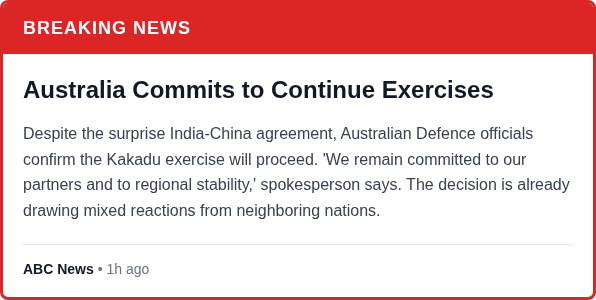 BREAKING NEWS
Australia Commits to Continue Exercises
Despite the surprise India-China agreement, Australian Defence officials
confirm the Kakadu exercise will proceed. 'We remain committed to our
partners and to regional stability,' spokesperson says. The decision is already
drawing mixed reactions from neighboring nations.
ABC News • 1h ago